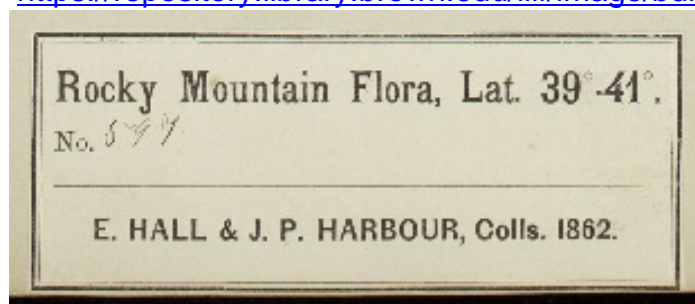 Rocky Mountain Flora, Lat. 39°-41°.
No.
E. HALL & J. P. HARBOUR, Colls. 1862.